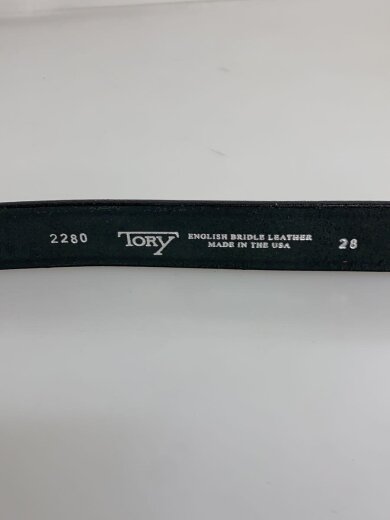 2280 TORY ENGLISH BRIDLE LEATHER 28
MADE IN THE USA